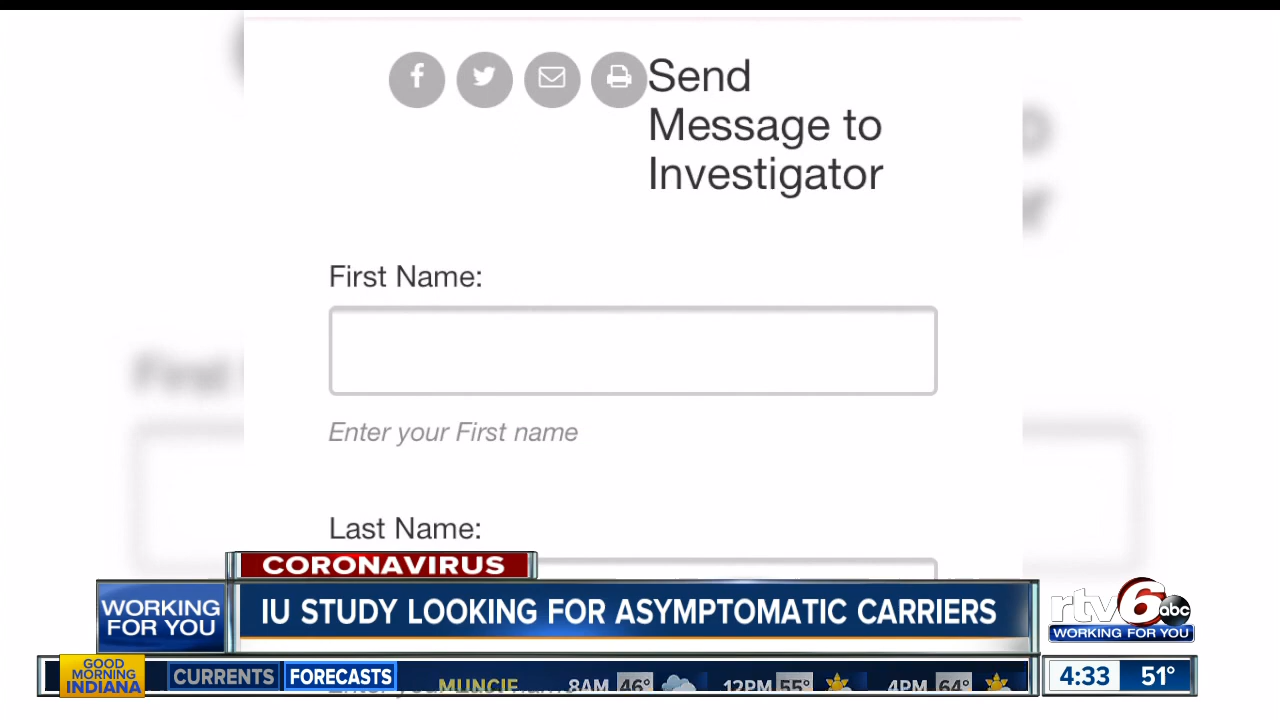 Send
Message to
Investigator
First Name:
Enter your First name
Last Name:
CORONAVIRUS
WORKING
FOR YOU
IU STUDY LOOKING FOR ASYMPTOMATIC CARRIERS
rtv6 abc
WORKING FOR YOU
GOOD
MORNING
INDIANA
CURRENTS FORECASTS
MUNCIE 8AM 46° 12PM 55° 4PM 64°
4:33 51°